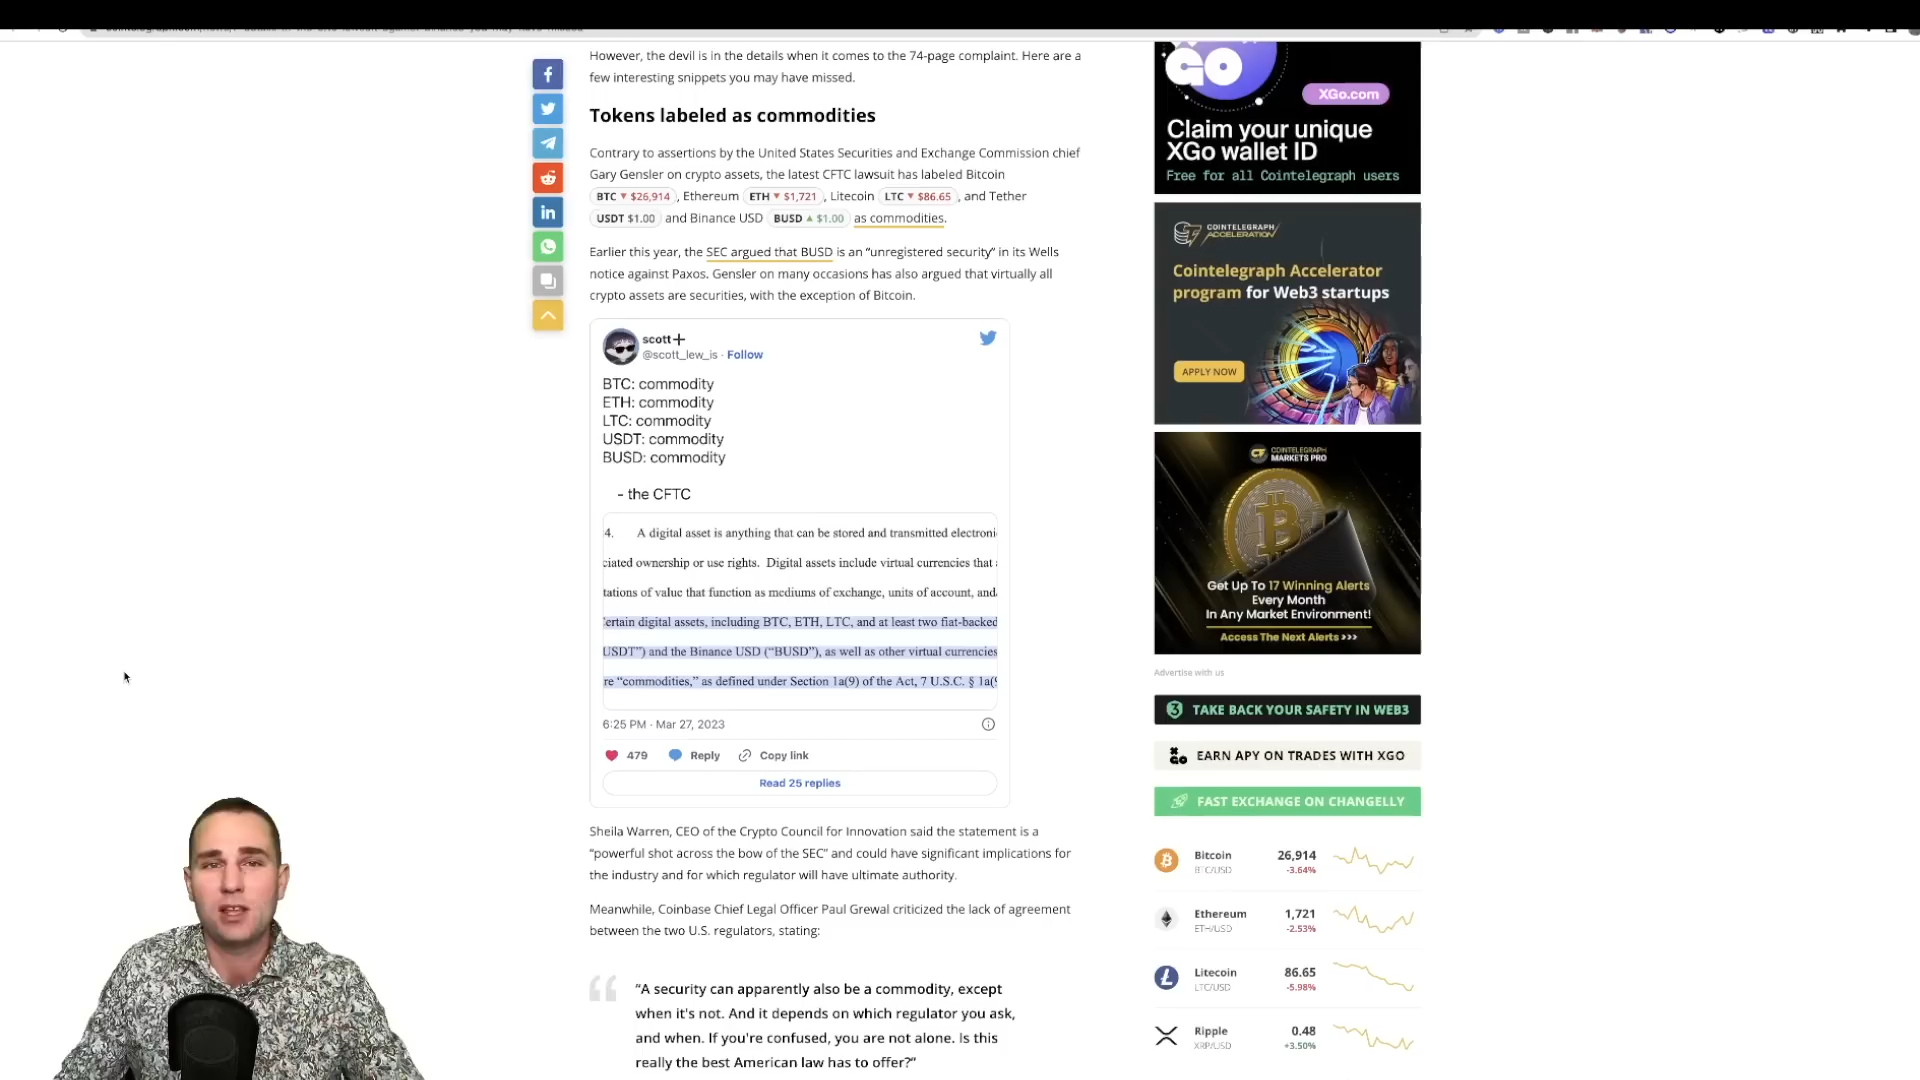 However, the devil is in the details when it comes to the 74-page complaint. Here are a
few interesting snippets you may have missed.
Tokens labeled as commodities
Contrary to assertions by the United States Securities and Exchange Commission chief
Gary Gensler on crypto assets, the latest CFTC lawsuit has labeled Bitcoin
BTC ▼ $26,914 , Ethereum ETH ▼ $1,721 , Litecoin LTC ▼ $86.65 , and Tether
USDT $1.00 and Binance USD BUSD ▲ $1.00 as commodities.
Earlier this year, the SEC argued that BUSD is an “unregistered security” in its Wells
notice against Paxos. Gensler on many occasions has also argued that virtually all
crypto assets are securities, with the exception of Bitcoin.
scott
@scott_lew_is · Follow
BTC: commodity
ETH: commodity
LTC: commodity
USDT: commodity
BUSD: commodity
- the CFTC
4. A digital asset is anything that can be stored and transmitted electroni
ciated ownership or use rights. Digital assets include virtual currencies that
tations of value that function as mediums of exchange, units of account, and
ertain digital assets, including BTC, ETH, LTC, and at least two fiat-backed
USDT”) and the Binance USD (“BUSD”), as well as other virtual currencies
re “commodities,” as defined under Section 1a(9) of the Act, 7 U.S.C. § 1a(9
6:25 PM · Mar 27, 2023
479 Reply Copy link
Read 25 replies
Sheila Warren, CEO of the Crypto Council for Innovation said the statement is a
“powerful shot across the bow of the SEC” and could have significant implications for
the industry and for which regulator will have ultimate authority.
Meanwhile, Coinbase Chief Legal Officer Paul Grewal criticized the lack of agreement
between the two U.S. regulators, stating:
“A security can apparently also be a commodity, except
when it's not. And it depends on which regulator you ask,
and when. If you're confused, you are not alone. Is this
really the best American law has to offer?”
GO
XGo.com
Claim your unique
XGo wallet ID
Free for all Cointelegraph users
COINTELEGRAPH
ACCELERATION
Cointelegraph Accelerator
program for Web3 startups
APPLY NOW
COINTELEGRAPH
MARKETS PRO
Get Up To 17 Winning Alerts
Every Month
In Any Market Environment!
Access The Next Alerts >>>
Advertise with us
TAKE BACK YOUR SAFETY IN WEB3
EARN APY ON TRADES WITH XGO
FAST EXCHANGE ON CHANGELLY
Bitcoin 26,914
BTC/USD -3.64%
Ethereum 1,721
ETH/USD -2.53%
Litecoin 86.65
LTC/USD -5.98%
Ripple 0.48
XRP/USD +3.50%